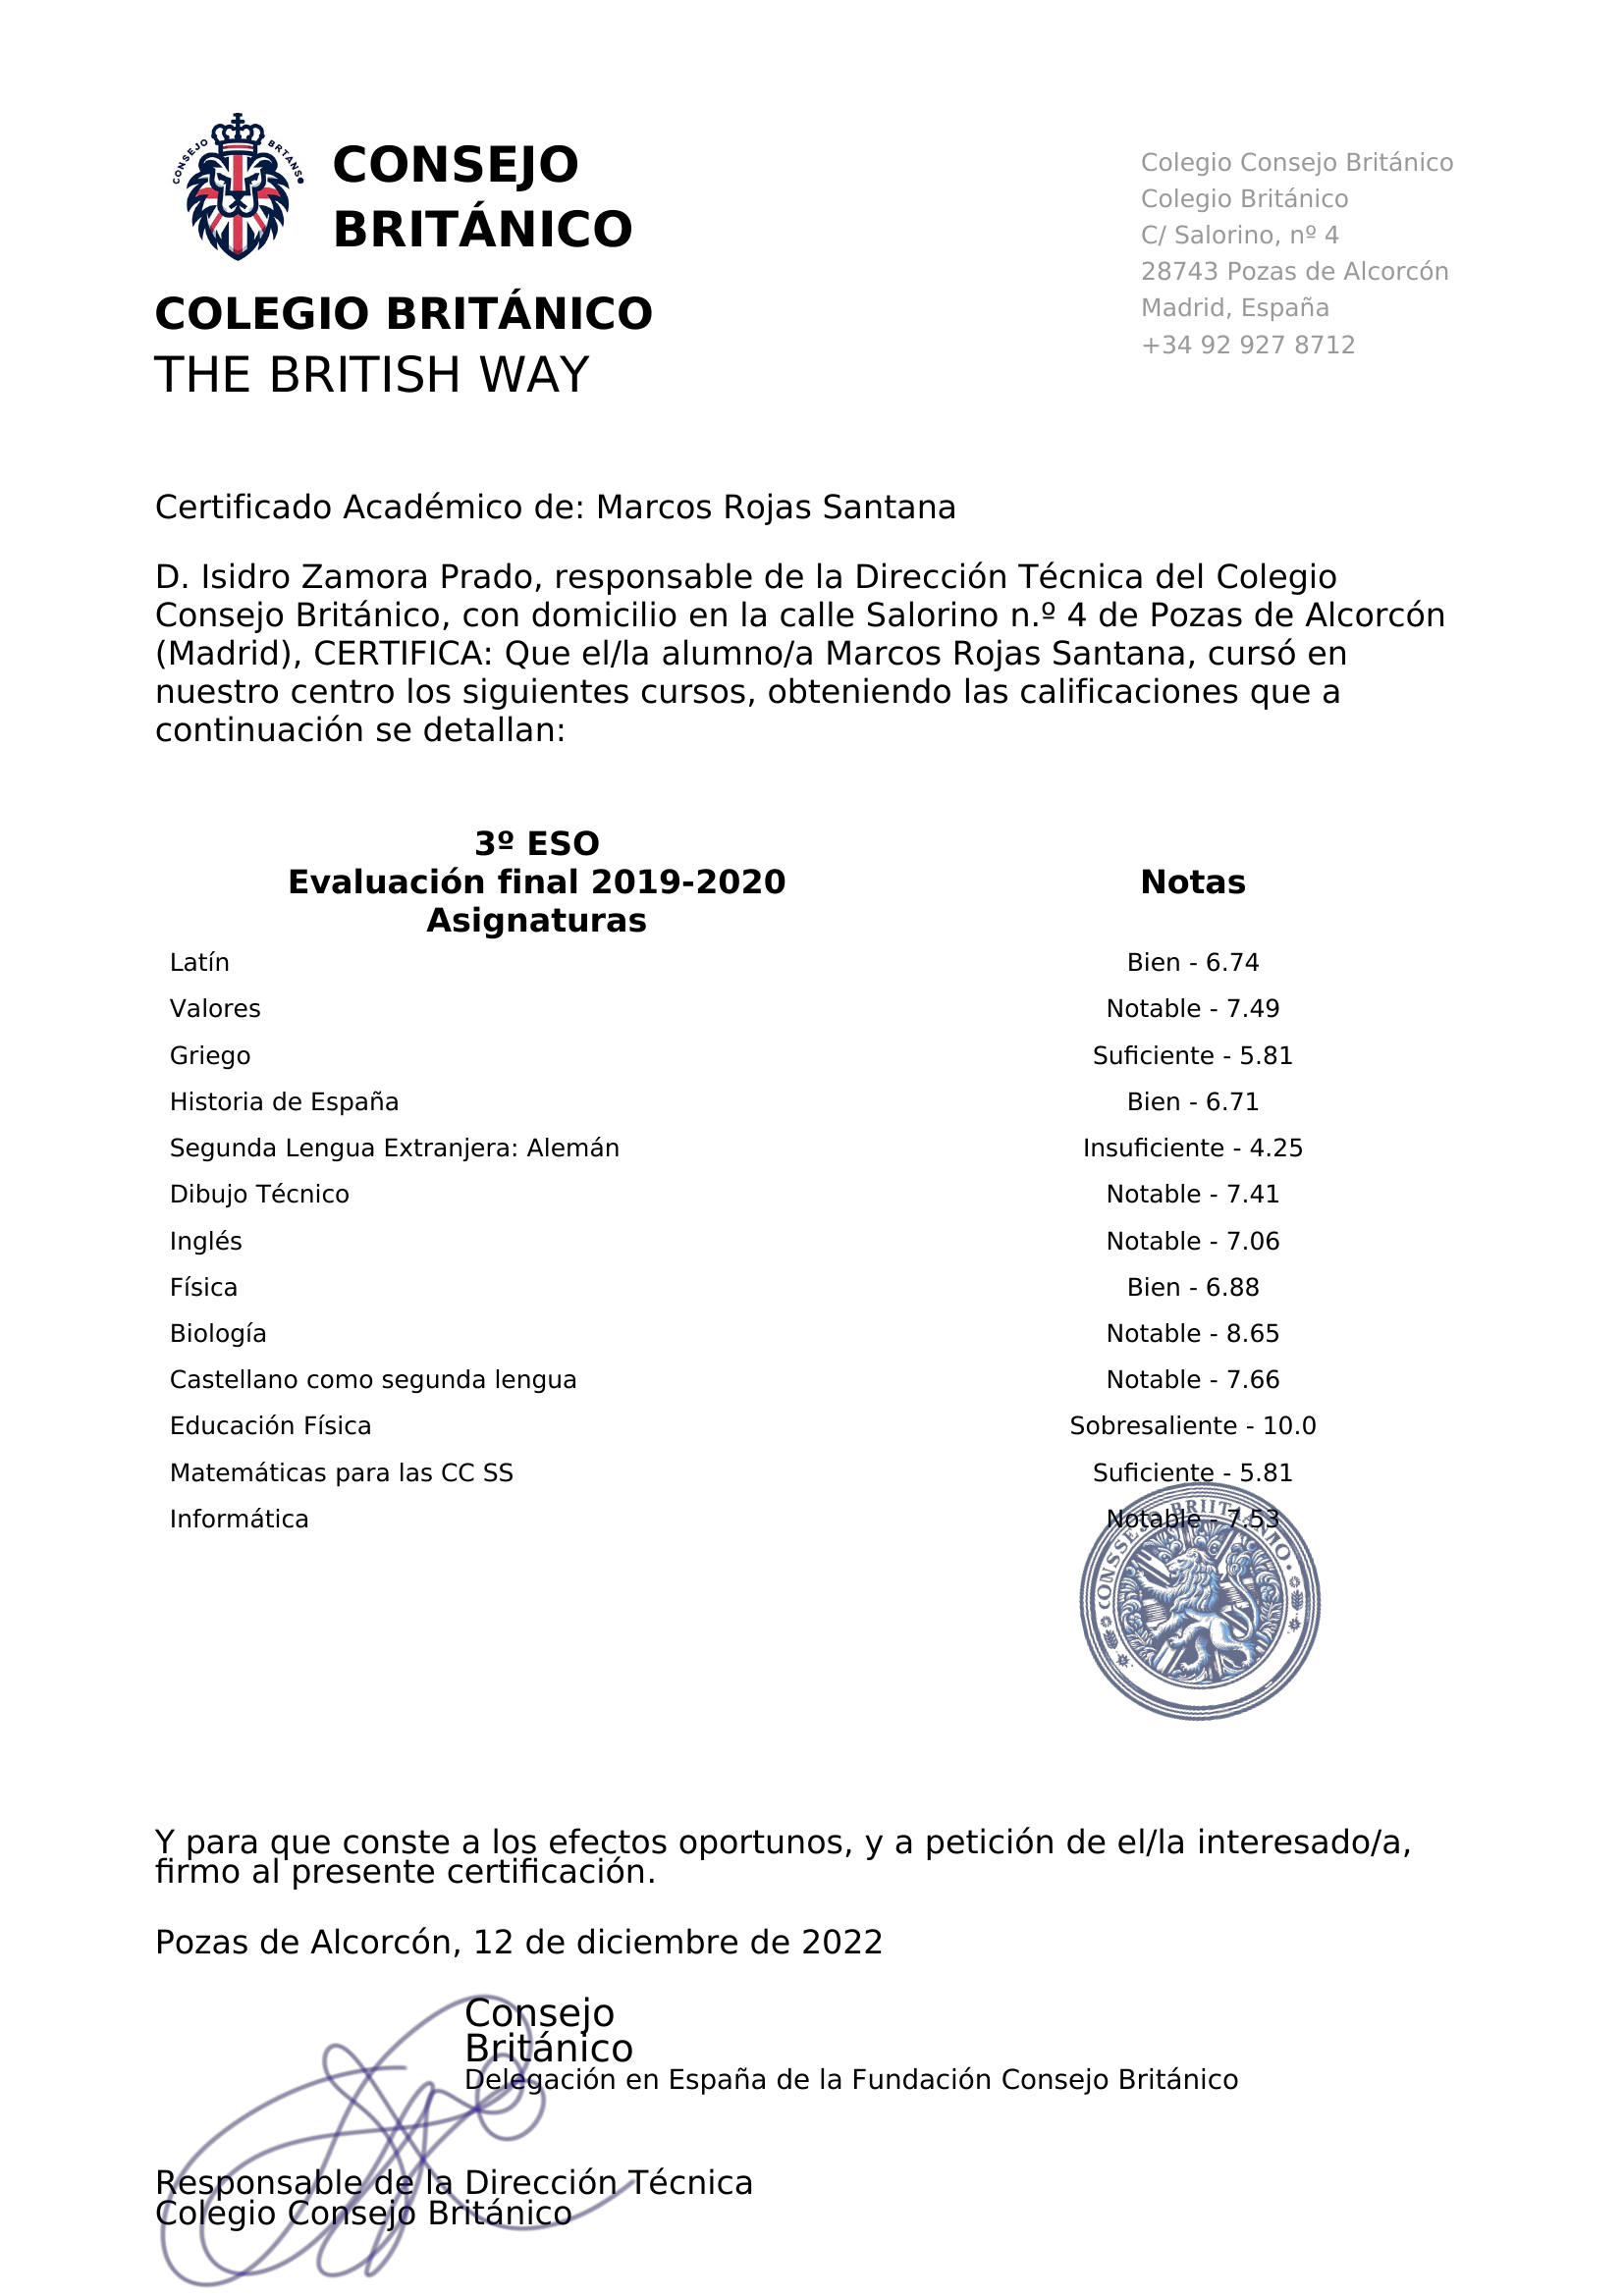 CONSEJO BRTANS
CONSEJO
BRITÁNICO
COLEGIO BRITÁNICO
THE BRITISH WAY
Colegio Consejo Británico
Colegio Británico
C/ Salorino, nº 4
28743 Pozas de Alcorcón
Madrid, España
+34 92 927 8712
Certificado Académico de: Marcos Rojas Santana
D. Isidro Zamora Prado, responsable de la Dirección Técnica del Colegio
Consejo Británico, con domicilio en la calle Salorino n.º 4 de Pozas de Alcorcón
(Madrid), CERTIFICA: Que el/la alumno/a Marcos Rojas Santana, cursó en
nuestro centro los siguientes cursos, obteniendo las calificaciones que a
continuación se detallan:
3º ESO
Evaluación final 2019-2020 Notas
Asignaturas
Latín Bien - 6.74
Valores Notable - 7.49
Griego Suficiente - 5.81
Historia de España Bien - 6.71
Segunda Lengua Extranjera: Alemán Insuficiente - 4.25
Dibujo Técnico Notable - 7.41
Inglés Notable - 7.06
Física Bien - 6.88
Biología Notable - 8.65
Castellano como segunda lengua Notable - 7.66
Educación Física Sobresaliente - 10.0
Matemáticas para las CC SS Suficiente - 5.81
Informática Notable - 7.53
Y para que conste a los efectos oportunos, y a petición de el/la interesado/a,
firmo al presente certificación.
Pozas de Alcorcón, 12 de diciembre de 2022
Consejo
Británico
Delegación en España de la Fundación Consejo Británico
Responsable de la Dirección Técnica
Colegio Consejo Británico